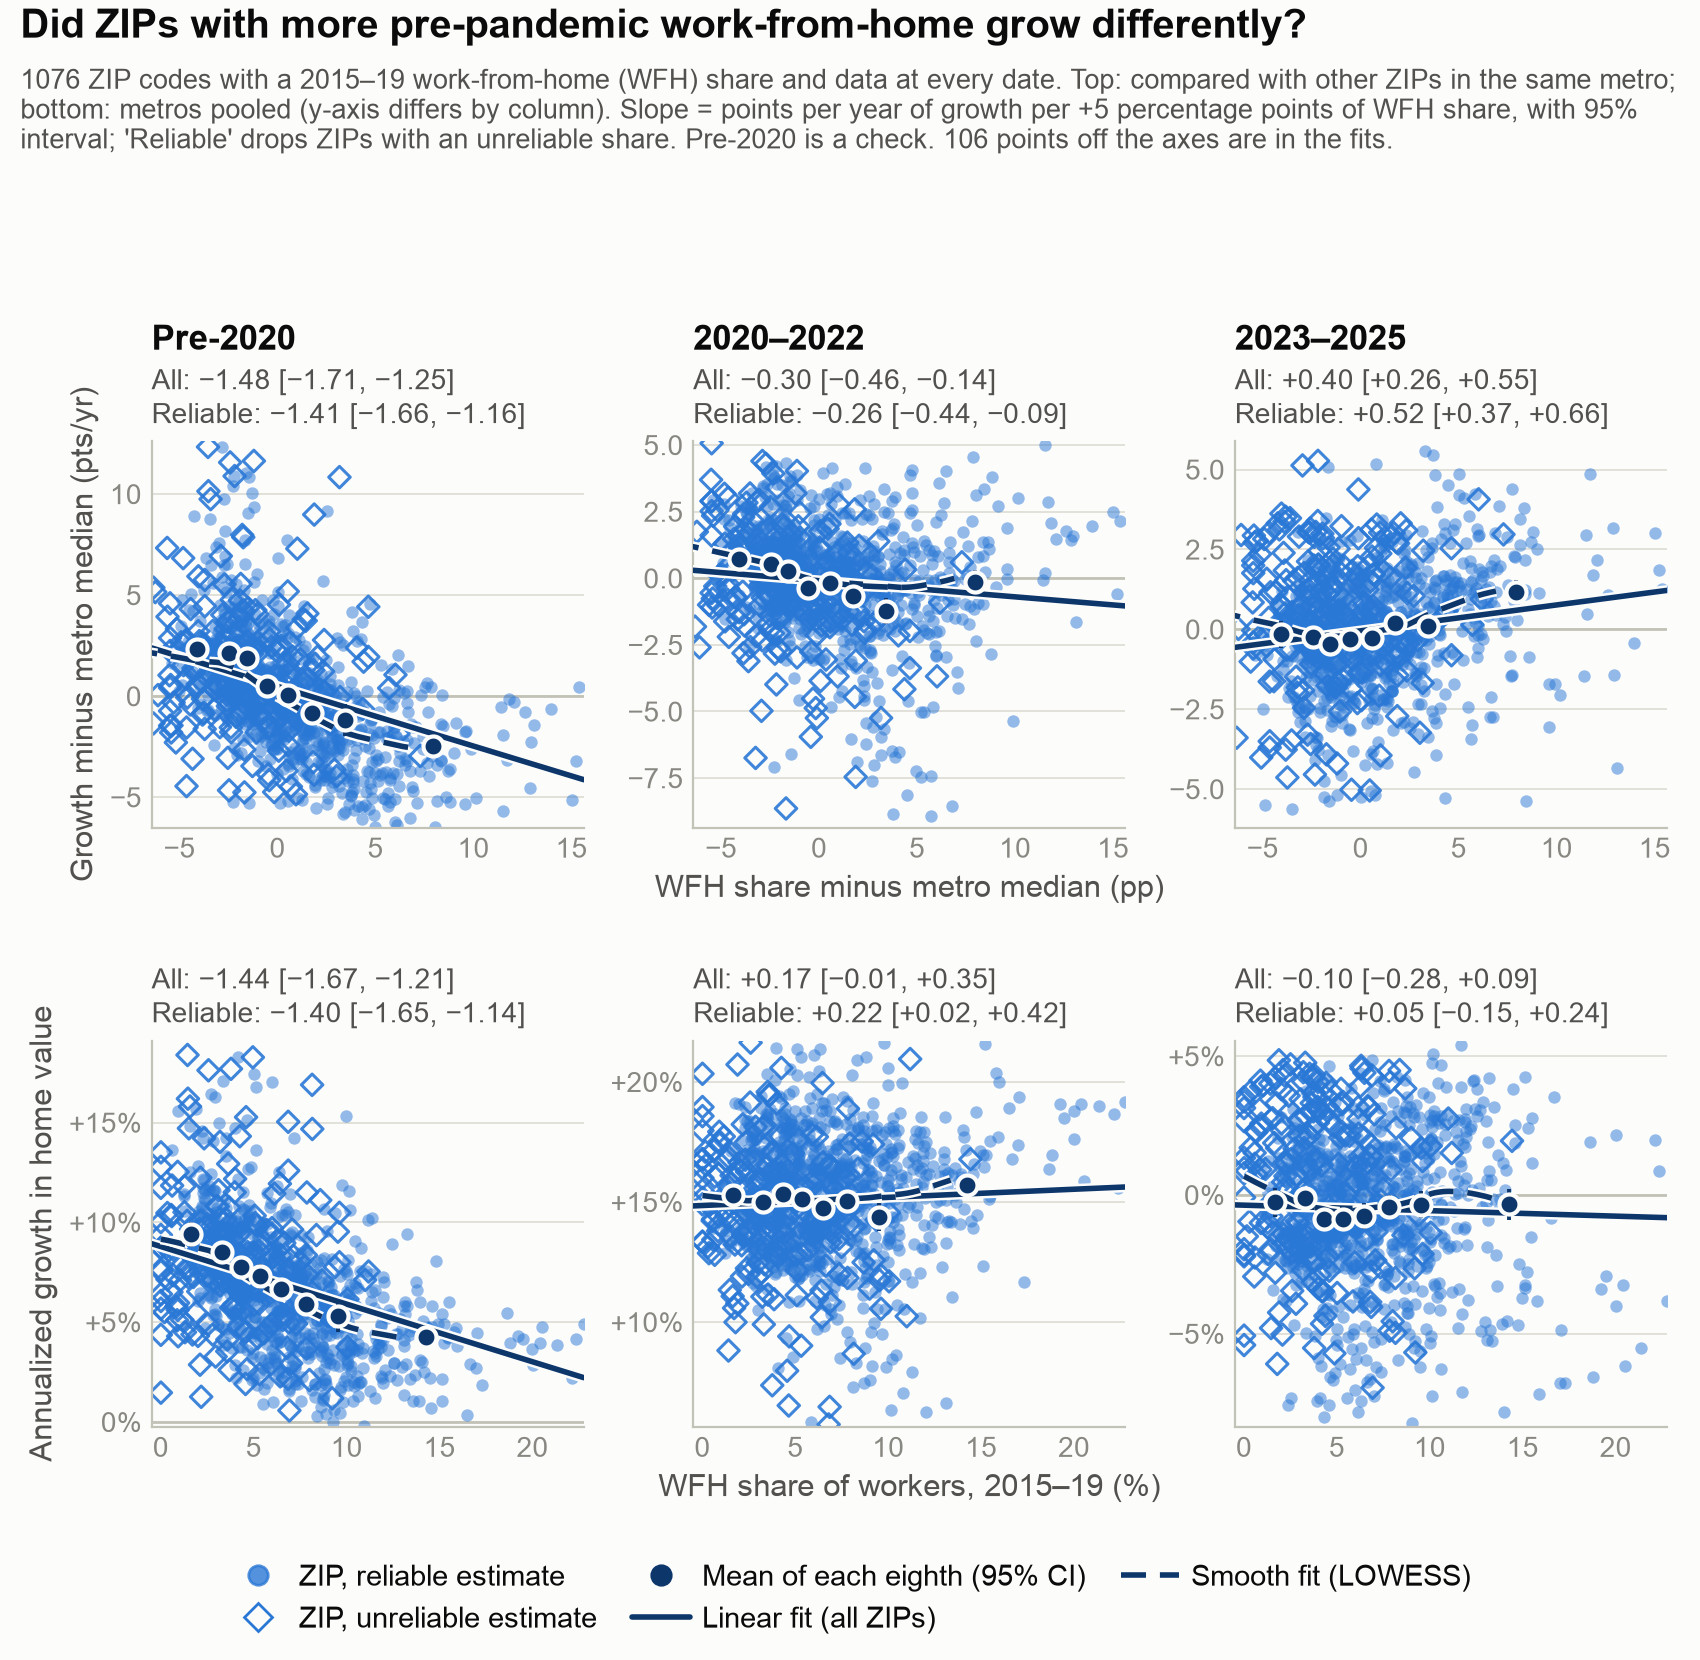 Did ZIPs with more pre-pandemic work-from-home grow differently?
1076 ZIP codes with a 2015–19 work-from-home (WFH) share and data at every date. Top: compared with other ZIPs in the same metro;
bottom: metros pooled (y-axis differs by column). Slope = points per year of growth per +5 percentage points of WFH share, with 95%
interval; 'Reliable' drops ZIPs with an unreliable share. Pre-2020 is a check. 106 points off the axes are in the fits.
Pre-2020
All: −1.48 [−1.71, −1.25]
Reliable: −1.41 [−1.66, −1.16]
2020–2022
All: −0.30 [−0.46, −0.14]
Reliable: −0.26 [−0.44, −0.09]
2023–2025
All: +0.40 [+0.26, +0.55]
Reliable: +0.52 [+0.37, +0.66]
Growth minus metro median (pts/yr)
10
5
0
−5
−5 0 5 10 15
5.0
2.5
0.0
−2.5
−5.0
−7.5
−5 0 5 10 15
5.0
2.5
0.0
−2.5
−5.0
−5 0 5 10 15
WFH share minus metro median (pp)
All: −1.44 [−1.67, −1.21]
Reliable: −1.40 [−1.65, −1.14]
All: +0.17 [−0.01, +0.35]
Reliable: +0.22 [+0.02, +0.42]
All: −0.10 [−0.28, +0.09]
Reliable: +0.05 [−0.15, +0.24]
Annualized growth in home value
+15%
+10%
+5%
0%
0 5 10 15 20
+20%
+15%
+10%
0 5 10 15 20
+5%
0%
−5%
0 5 10 15 20
WFH share of workers, 2015–19 (%)
ZIP, reliable estimate
ZIP, unreliable estimate
Mean of each eighth (95% CI)
Linear fit (all ZIPs)
Smooth fit (LOWESS)